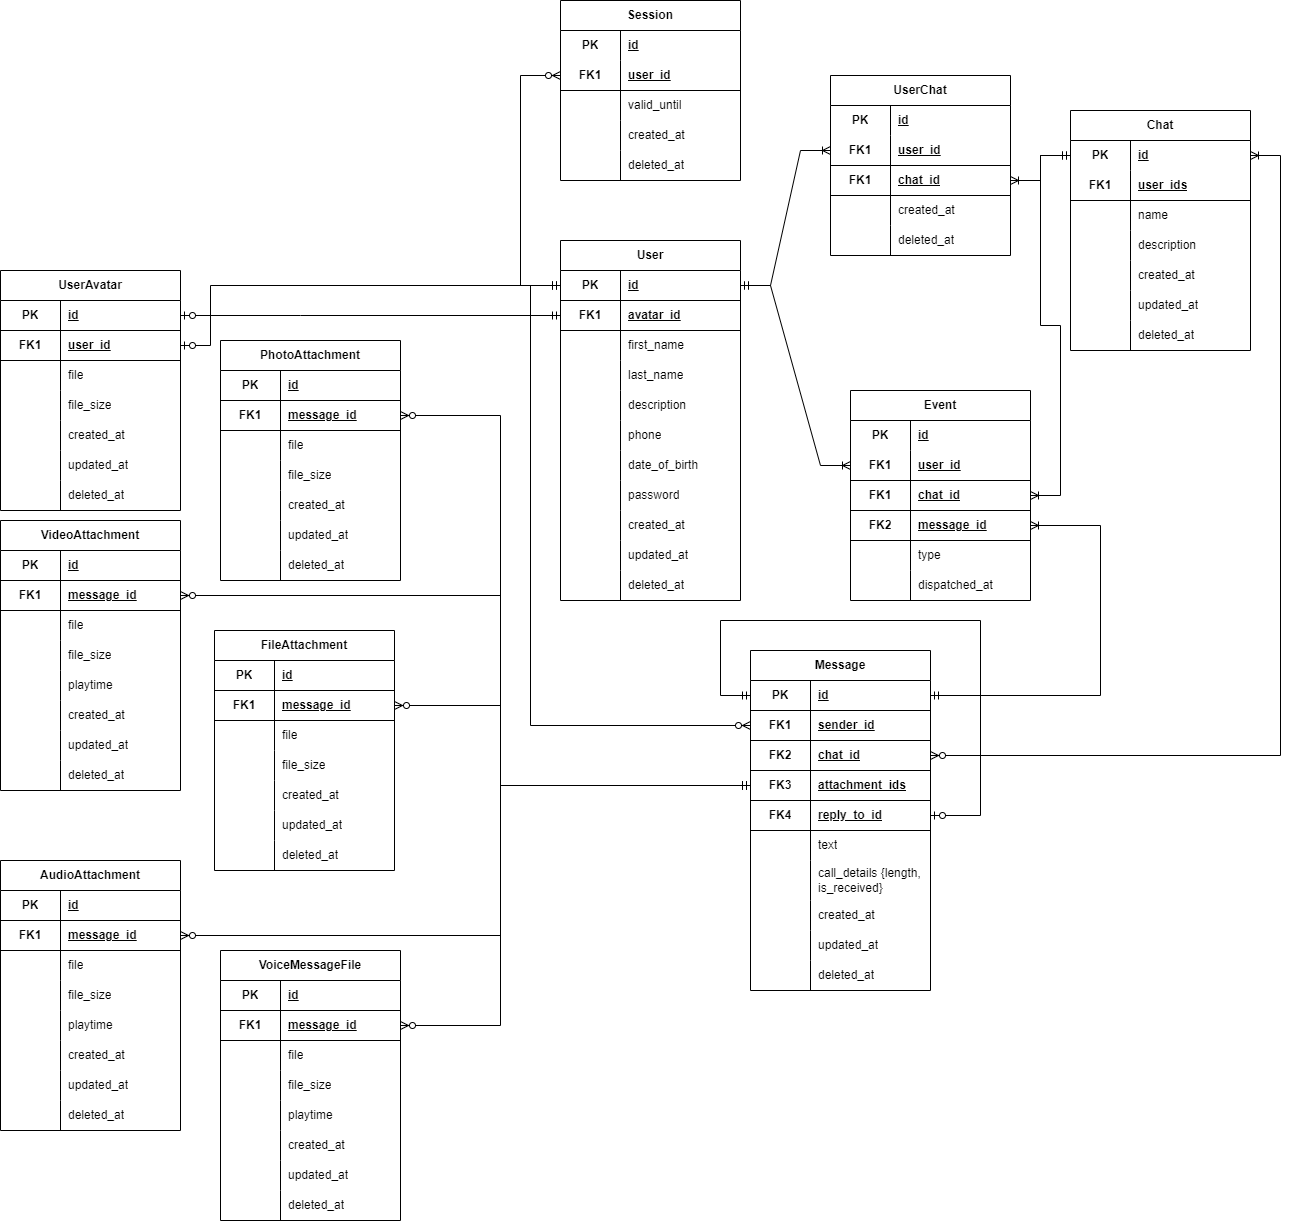 Session
PK id
FK1 user_id
valid_until
created_at
deleted_at
UserChat
PK id
FK1 user_id
FK1 chat_id
created_at
deleted_at
Chat
PK id
FK1 user_ids
name
description
created_at
updated_at
deleted_at
User
PK id
FK1 avatar_id
first_name
last_name
description
phone
date_of_birth
password
created_at
updated_at
deleted_at
UserAvatar
PK id
FK1 user_id
file
file_size
created_at
updated_at
deleted_at
PhotoAttachment
PK id
FK1 message_id
file
file_size
created_at
updated_at
deleted_at
Event
PK id
FK1 user_id
FK1 chat_id
FK2 message_id
type
dispatched_at
VideoAttachment
PK id
FK1 message_id
file
file_size
playtime
created_at
updated_at
deleted_at
FileAttachment
PK id
FK1 message_id
file
file_size
created_at
updated_at
deleted_at
Message
PK id
FK1 sender_id
FK2 chat_id
FK3 attachment_ids
FK4 reply_to_id
text
call_details {length,
is_received}
created_at
updated_at
deleted_at
AudioAttachment
PK id
FK1 message_id
file
file_size
playtime
created_at
updated_at
deleted_at
VoiceMessageFile
PK id
FK1 message_id
file
file_size
playtime
created_at
updated_at
deleted_at